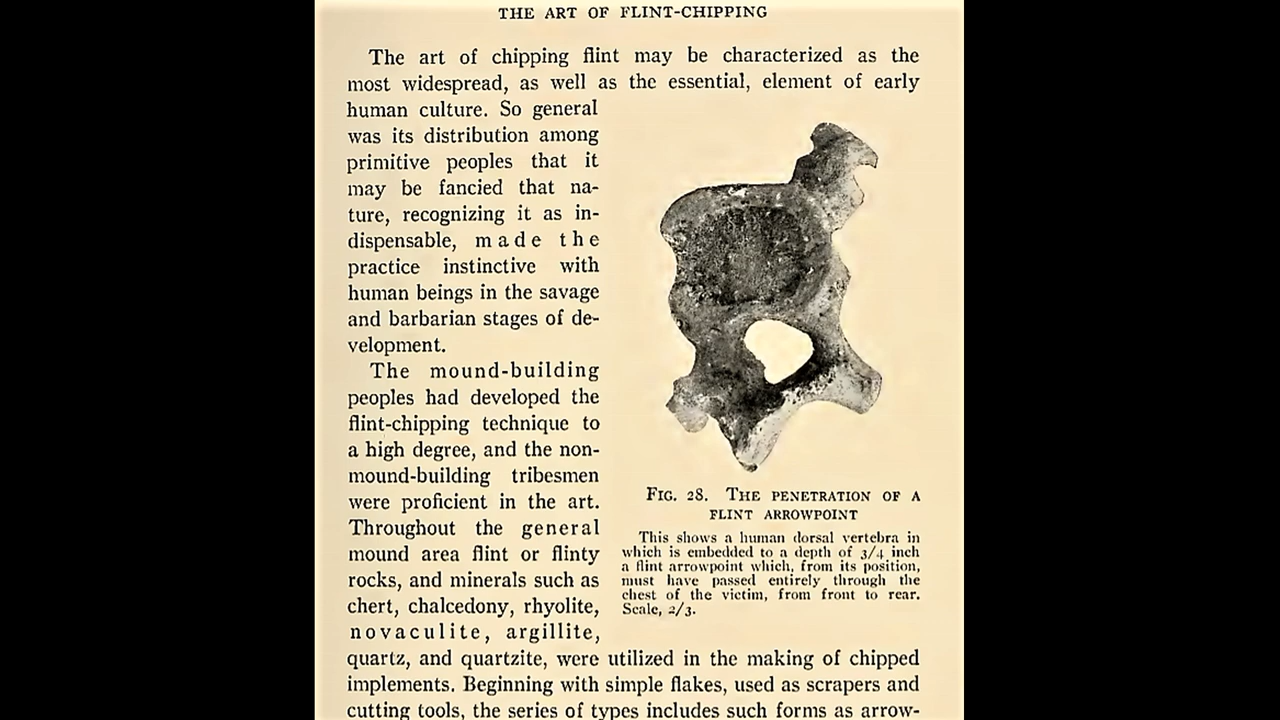 THE ART OF FLINT-CHIPPING
The art of chipping flint may be characterized as the
most widespread, as well as the essential, element of early
human culture. So general
was its distribution among
primitive peoples that it
may be fancied that na-
ture, recognizing it as in-
dispensable, made the
practice instinctive with
human beings in the savage
and barbarian stages of de-
velopment.
The mound-building
peoples had developed the
flint-chipping technique to
a high degree, and the non-
mound-building tribesmen
were proficient in the art.
Throughout the general
mound area flint or flinty
rocks, and minerals such as
chert, chalcedony, rhyolite,
novaculite, argillite,
quartz, and quartzite, were utilized in the making of chipped
implements. Beginning with simple flakes, used as scrapers and
cutting tools, the series of types includes such forms as arrow-
FIG. 28. THE PENETRATION OF A
FLINT ARROWPOINT
This shows a human dorsal vertebra in
which is embedded to a depth of 3/4 inch
a flint arrowpoint which, from its position,
must have passed entirely through the
chest of the victim, from front to rear.
Scale, 2/3.